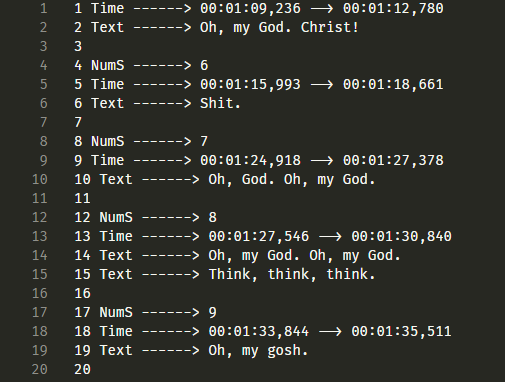 1 1 Time ------> 00:01:09,236 --> 00:01:12,780
2 2 Text ------> Oh, my God. Christ!
3 3
4 4 NumS ------> 6
5 5 Time ------> 00:01:15,993 --> 00:01:18,661
6 6 Text ------> Shit.
7 7
8 8 NumS ------> 7
9 9 Time ------> 00:01:24,918 --> 00:01:27,378
10 10 Text ------> Oh, God. Oh, my God.
11 11
12 12 NumS ------> 8
13 13 Time ------> 00:01:27,546 --> 00:01:30,840
14 14 Text ------> Oh, my God. Oh, my God.
15 15 Text ------> Think, think, think.
16 16
17 17 NumS ------> 9
18 18 Time ------> 00:01:33,844 --> 00:01:35,511
19 19 Text ------> Oh, my gosh.
20 20